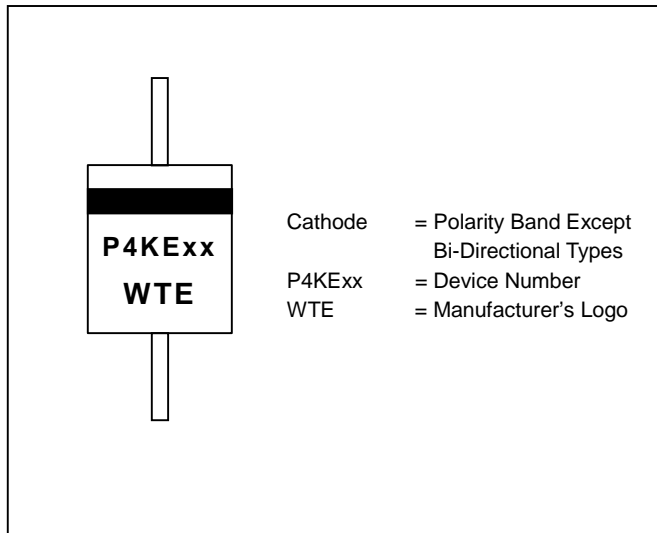 P4KExx
WTE
Cathode = Polarity Band Except
Bi-Directional Types
P4KExx = Device Number
WTE = Manufacturer's Logo